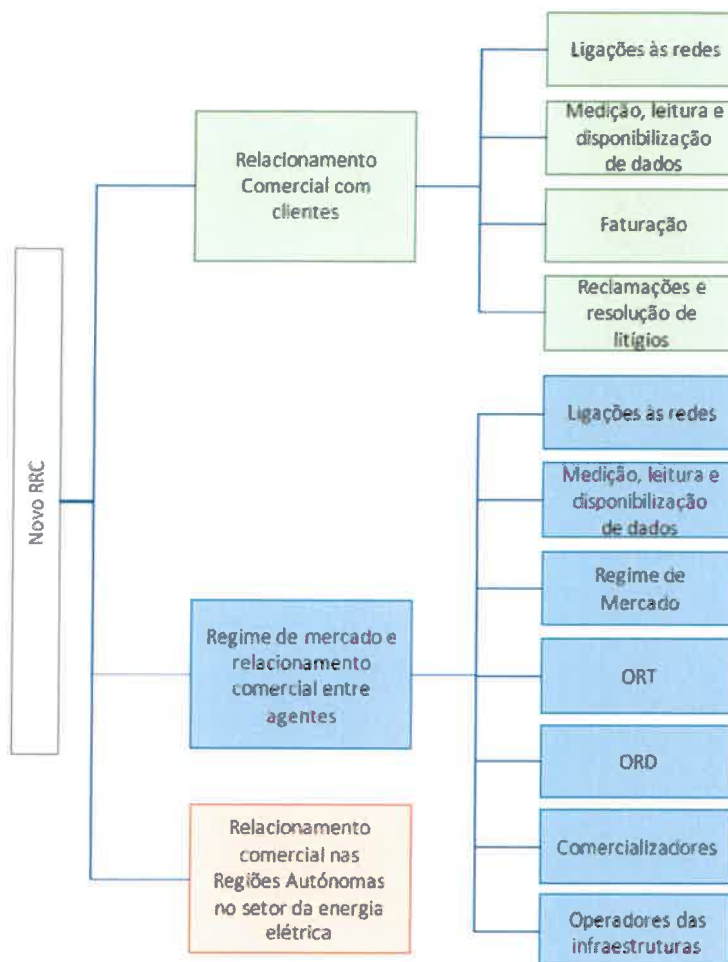 Novo RRC
Relacionamento
Comercial com
clientes
Ligações às redes
Medição, leitura e
disponibilização
de dados
Faturação
Reclamações e
resolução de
litígios
Regime de mercado e
relacionamento
comercial entre
agentes
Ligações às redes
Medição, leitura e
disponibilização
de dados
Regime de
Mercado
ORT
ORD
Comercializadores
Operadores das
infraestruturas
Relacionamento
comercial nas
Regiões Autónomas
no setor da energia
elétrica